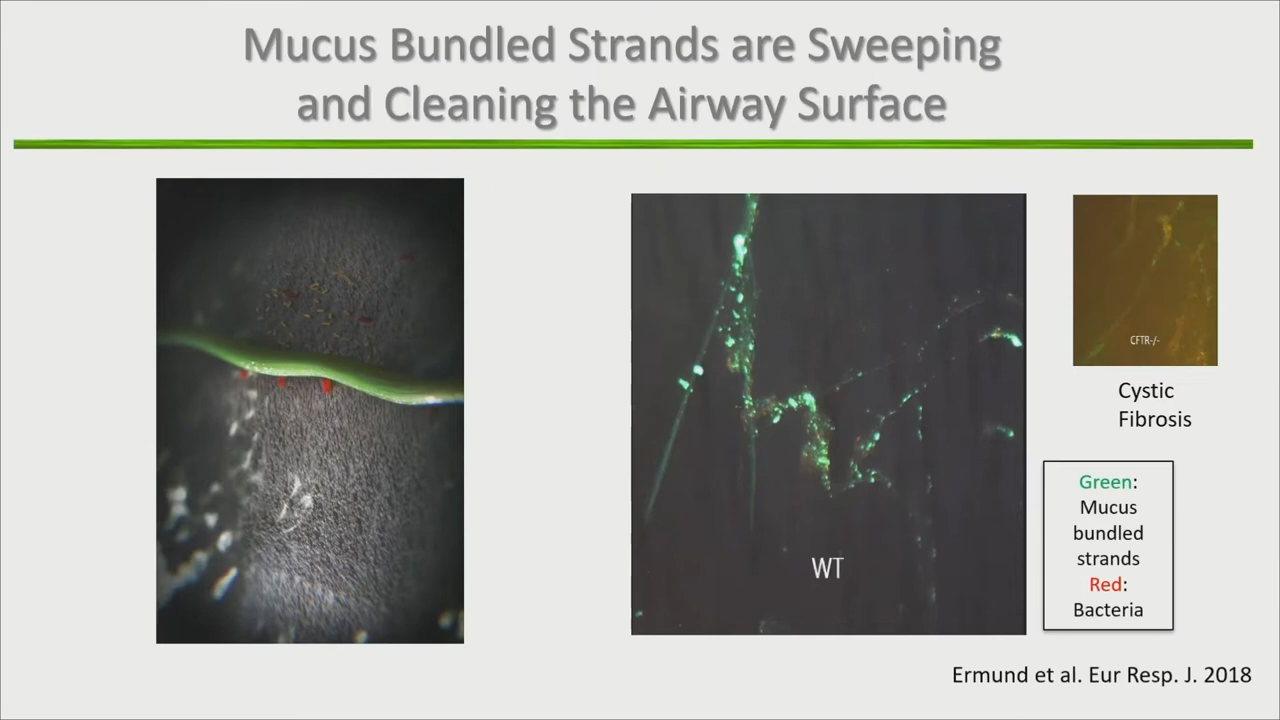 Mucus Bundled Strands are Sweeping
and Cleaning the Airway Surface
WT
CFTR-/-
Cystic
Fibrosis
Green:
Mucus
bundled
strands
Red:
Bacteria
Ermund et al. Eur Resp. J. 2018